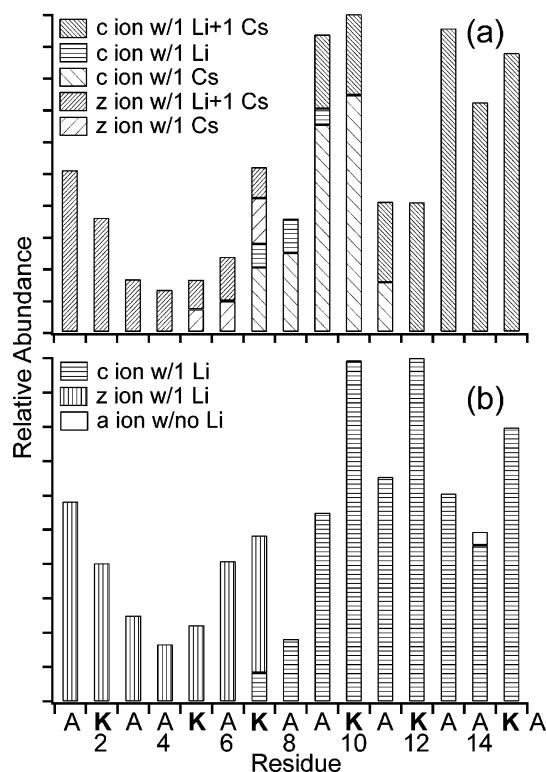 (a)
c ion w/1 Li+1 Cs
c ion w/1 Li
c ion w/1 Cs
z ion w/1 Li+1 Cs
z ion w/1 Cs
Relative Abundance
(b)
c ion w/1 Li
z ion w/1 Li
a ion w/no Li
A K A A K A K A A K A K A A K A
2 4 6 8 10 12 14
Residue